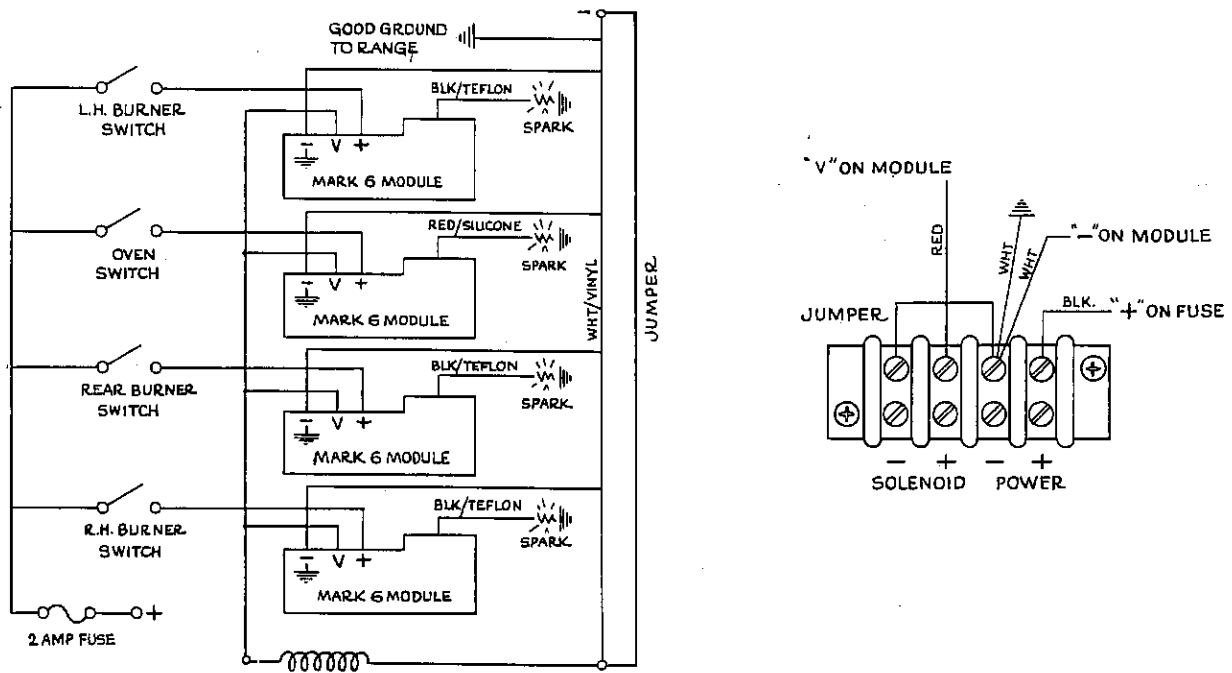 GOOD GROUND
TO RANGE
−
L.H. BURNER
SWITCH
BLK/TEFLON
SPARK
− V +
MARK 6 MODULE
OVEN
SWITCH
RED/SILICONE
SPARK
− V +
MARK 6 MODULE
WHT/VINYL
JUMPER
REAR BURNER
SWITCH
BLK/TEFLON
SPARK
− V +
MARK 6 MODULE
R.H. BURNER
SWITCH
BLK/TEFLON
SPARK
− V +
MARK 6 MODULE
+
2 AMP FUSE
"V" ON MODULE
RED
WHT
WHT
"−" ON MODULE
JUMPER
BLK.
"+" ON FUSE
− + − +
SOLENOID POWER